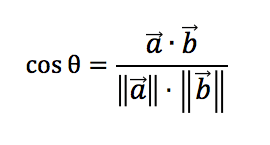 cos θ = (a⃗ · b⃗) / (‖a⃗‖ · ‖b⃗‖)